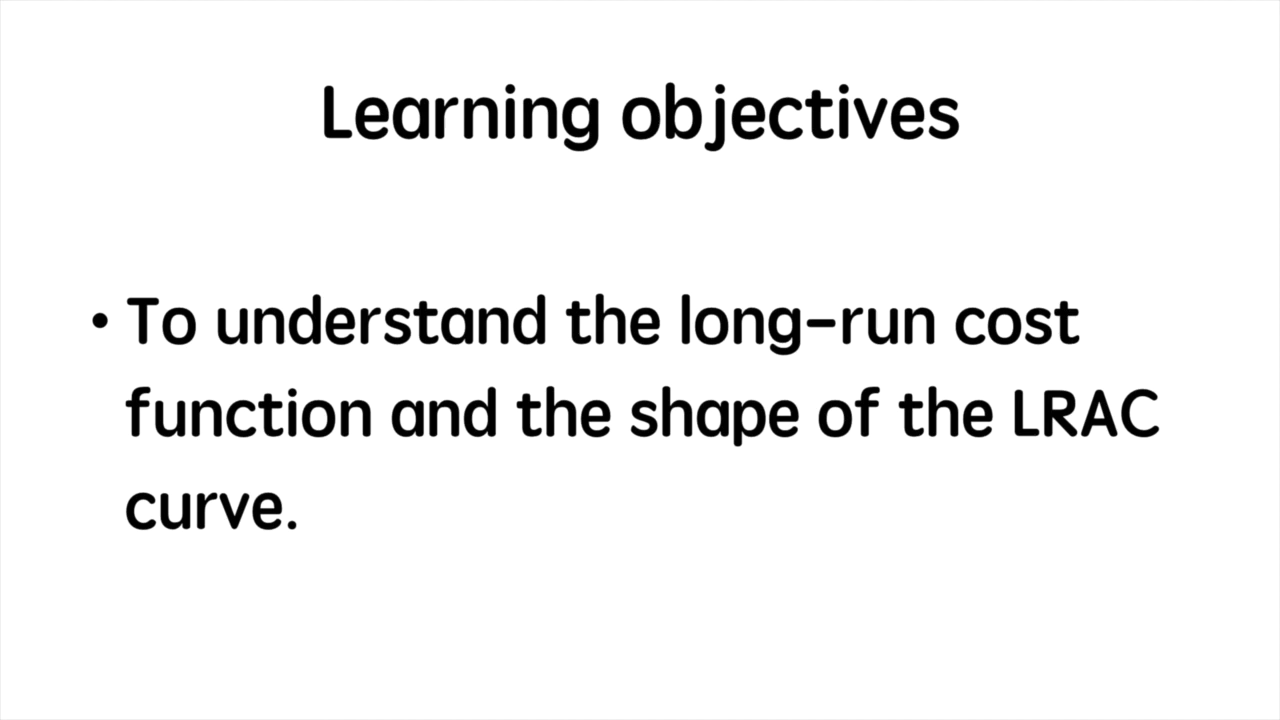 Learning objectives
• To understand the long-run cost
function and the shape of the LRAC
curve.